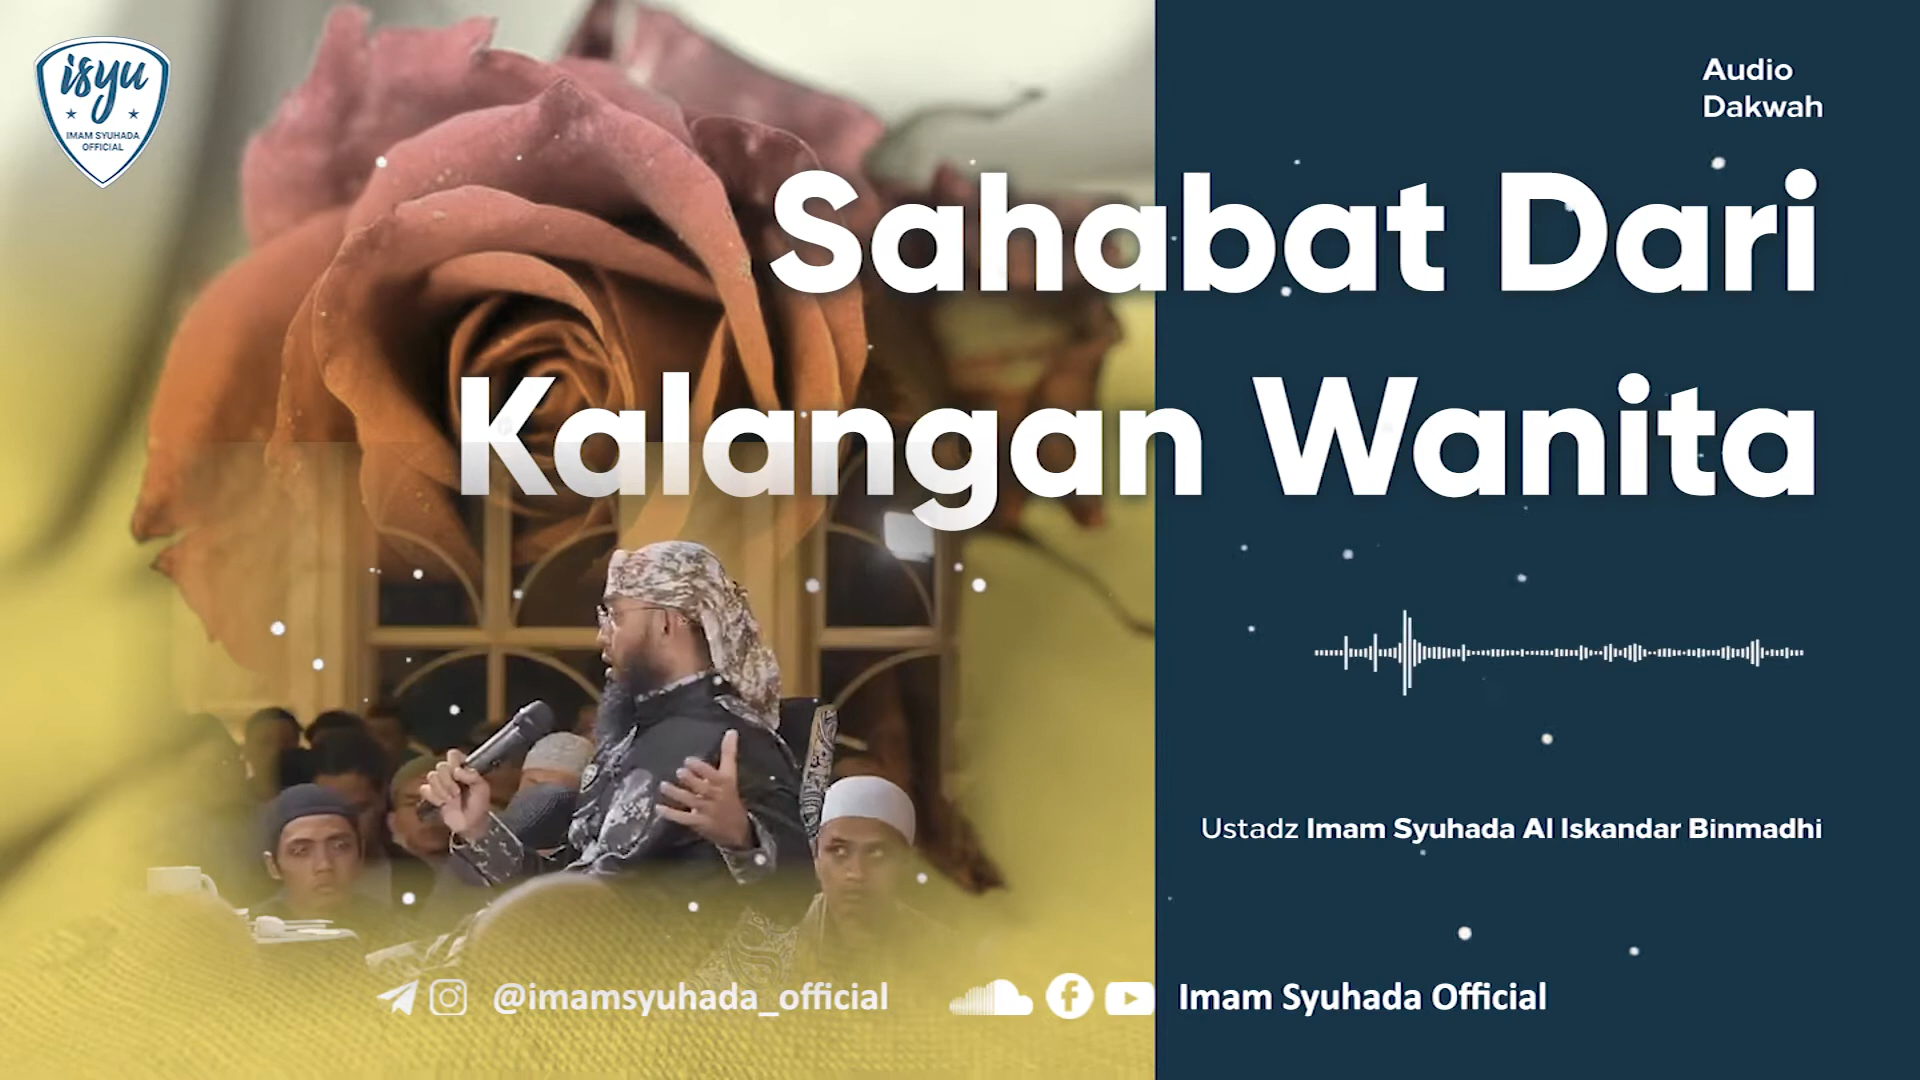 isyu
IMAM SYUHADA
OFFICIAL
Audio
Dakwah
Sahabat Dari
Kalangan Wanita
Ustadz Imam Syuhada Al Iskandar Binmadhi
@imamsyuhada_official
Imam Syuhada Official